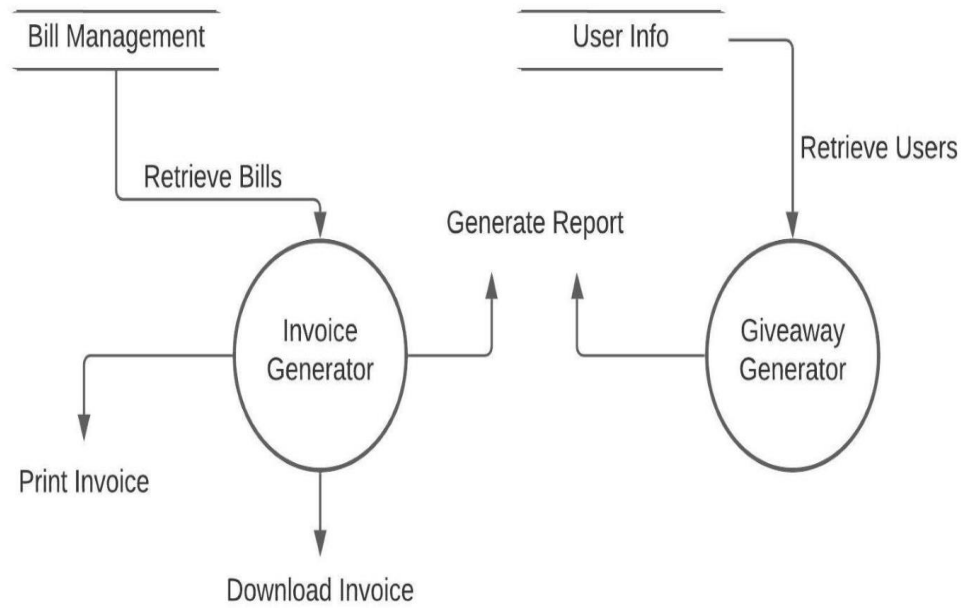 Bill Management
User Info
Retrieve Users
Retrieve Bills
Generate Report
Invoice
Generator
Giveaway
Generator
Print Invoice
Download Invoice